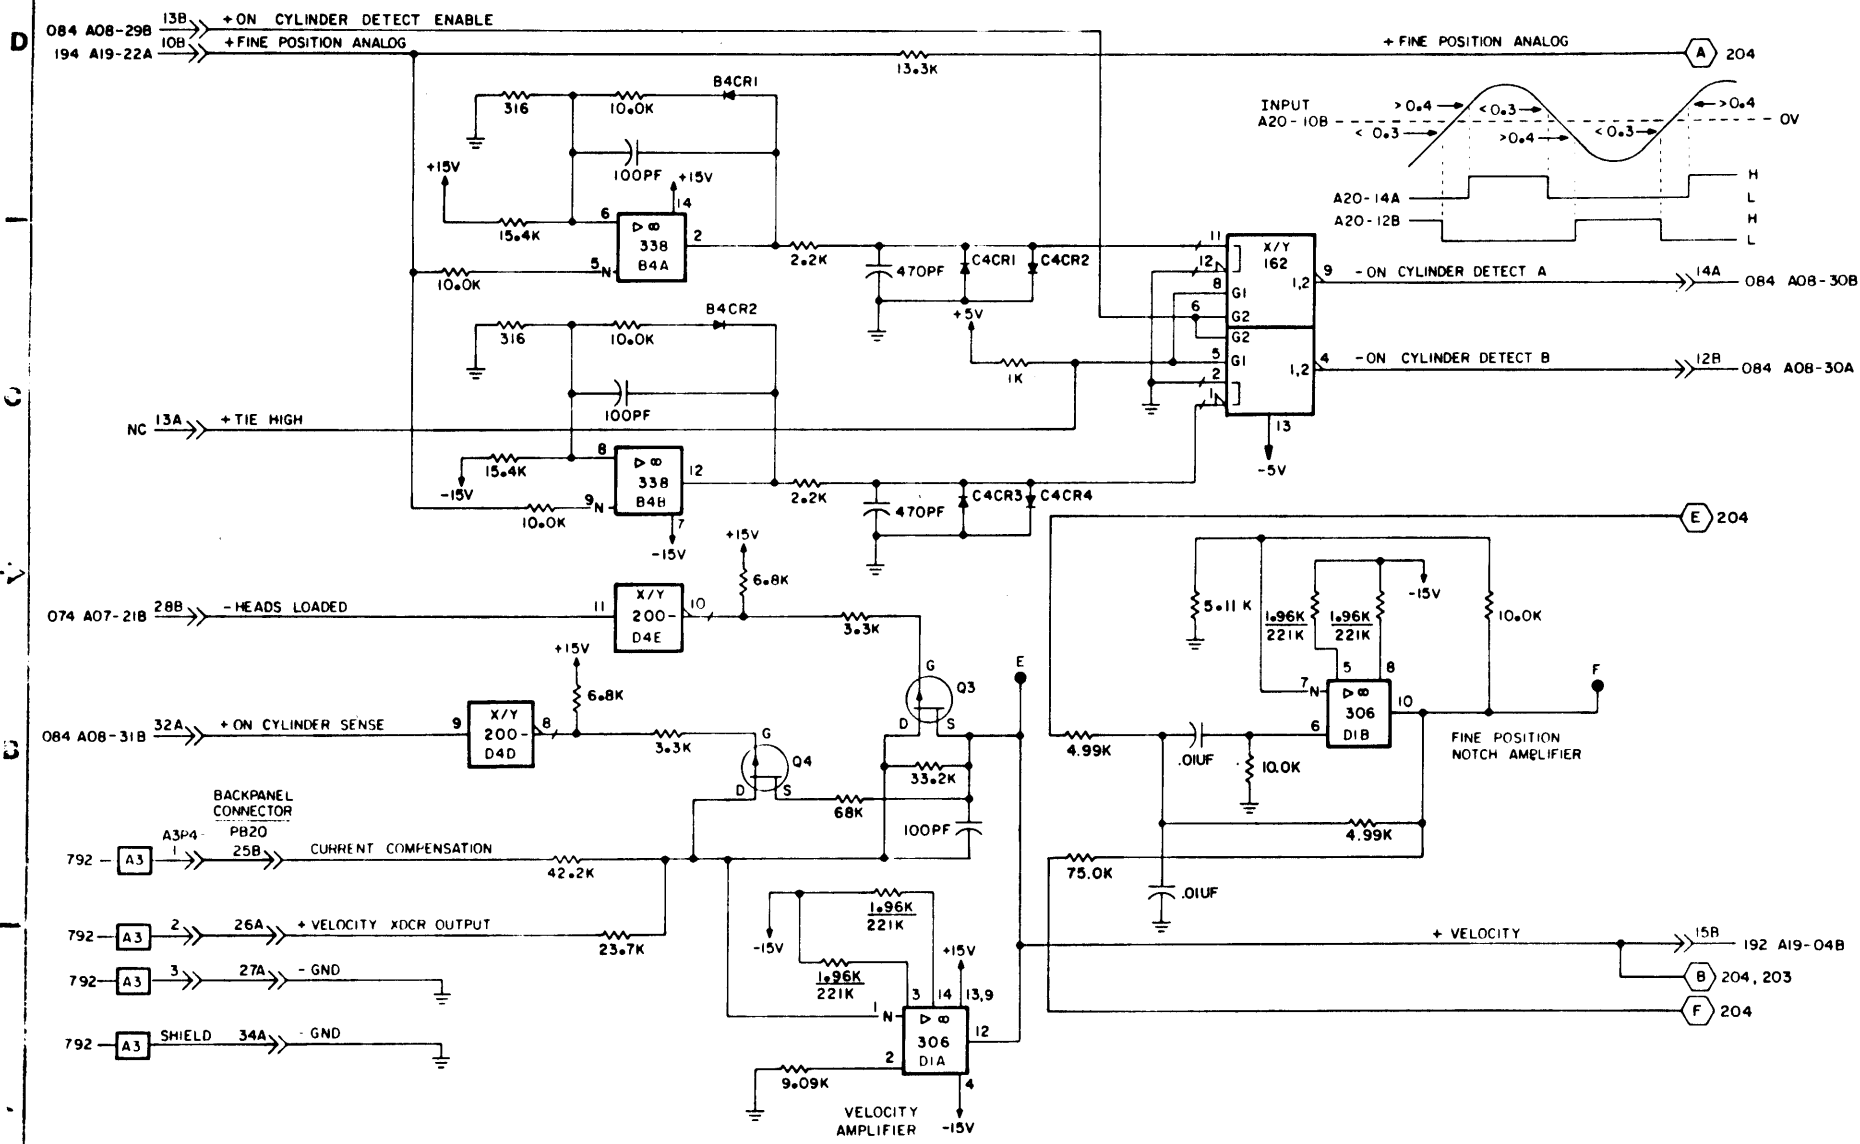 D
084 A08-29B 13B +ON CYLINDER DETECT ENABLE
194 A19-22A 10B +FINE POSITION ANALOG
13.3K
+ FINE POSITION ANALOG
A 204
316
10.0K
B4CR1
100PF
+15V
15.4K
6
+15V
14
▷ ∞
338
B4A
2
5 N
10.0K
2.2K
470PF
C4CR1
C4CR2
INPUT
A20-10B
>0.4
<0.3
<0.3
>0.4
<0.3
>0.4
0V
A20-14A
H
L
A20-12B
H
L
11
12
8
6
X/Y
162
G1
G2
1,2
9
-ON CYLINDER DETECT A
14A
084 A08-30B
G2
5
G1
2
1
1,2
4
-ON CYLINDER DETECT B
12B
084 A08-30A
13
-5V
+5V
1K
316
10.0K
B4CR2
100PF
C
NC 13A + TIE HIGH
-15V
15.4K
8
▷ ∞
338
B4B
12
9 N
10.0K
7
-15V
2.2K
470PF
C4CR3
C4CR4
E 204
074 A07-21B 28B -HEADS LOADED
11
X/Y
200-
D4E
10
+15V
6.8K
3.3K
G
Q3
D
S
E
084 A08-31B 32A +ON CYLINDER SENSE
9
X/Y
200-
D4D
8
+15V
6.8K
3.3K
G
Q4
D
S
33.2K
68K
100PF
5.11 K
1.96K
221K
1.96K
221K
-15V
10.0K
5
8
7 N
▷ ∞
306
D1B
10
6
F
FINE POSITION
NOTCH AMPLIFIER
4.99K
.01UF
10.0K
4.99K
75.0K
.01UF
B
BACKPANEL
CONNECTOR
A3P4
PB20
792 - A3 1 25B CURRENT COMPENSATION
42.2K
792 - A3 2 26A + VELOCITY XDCR OUTPUT
23.7K
792 - A3 3 27A - GND
792 - A3 SHIELD 34A - GND
-15V
1.96K
221K
1.96K
221K
+15V
3
14
13,9
1 N
▷ ∞
306
D1A
12
2
9.09K
4
-15V
VELOCITY
AMPLIFIER
+ VELOCITY
15B
192 A19-04B
B 204, 203
F 204